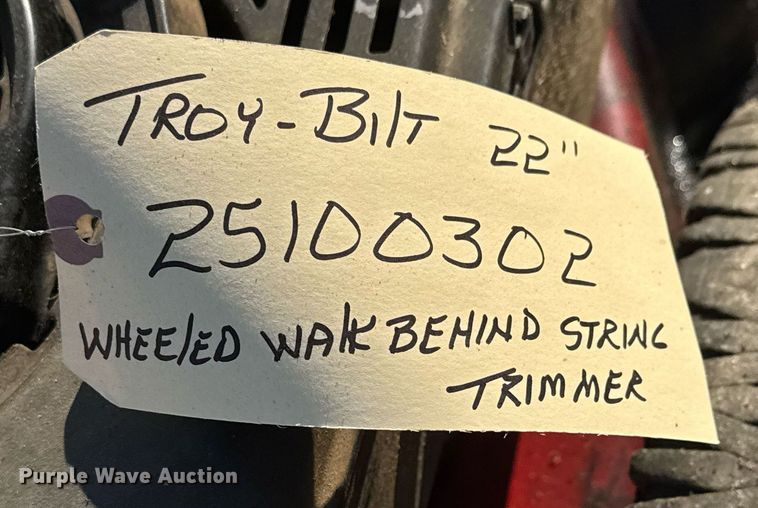 TROY-BilT 22"
25100302
WHEElED WAlK BEHIND STRING
TRIMMER
Purple Wave Auction